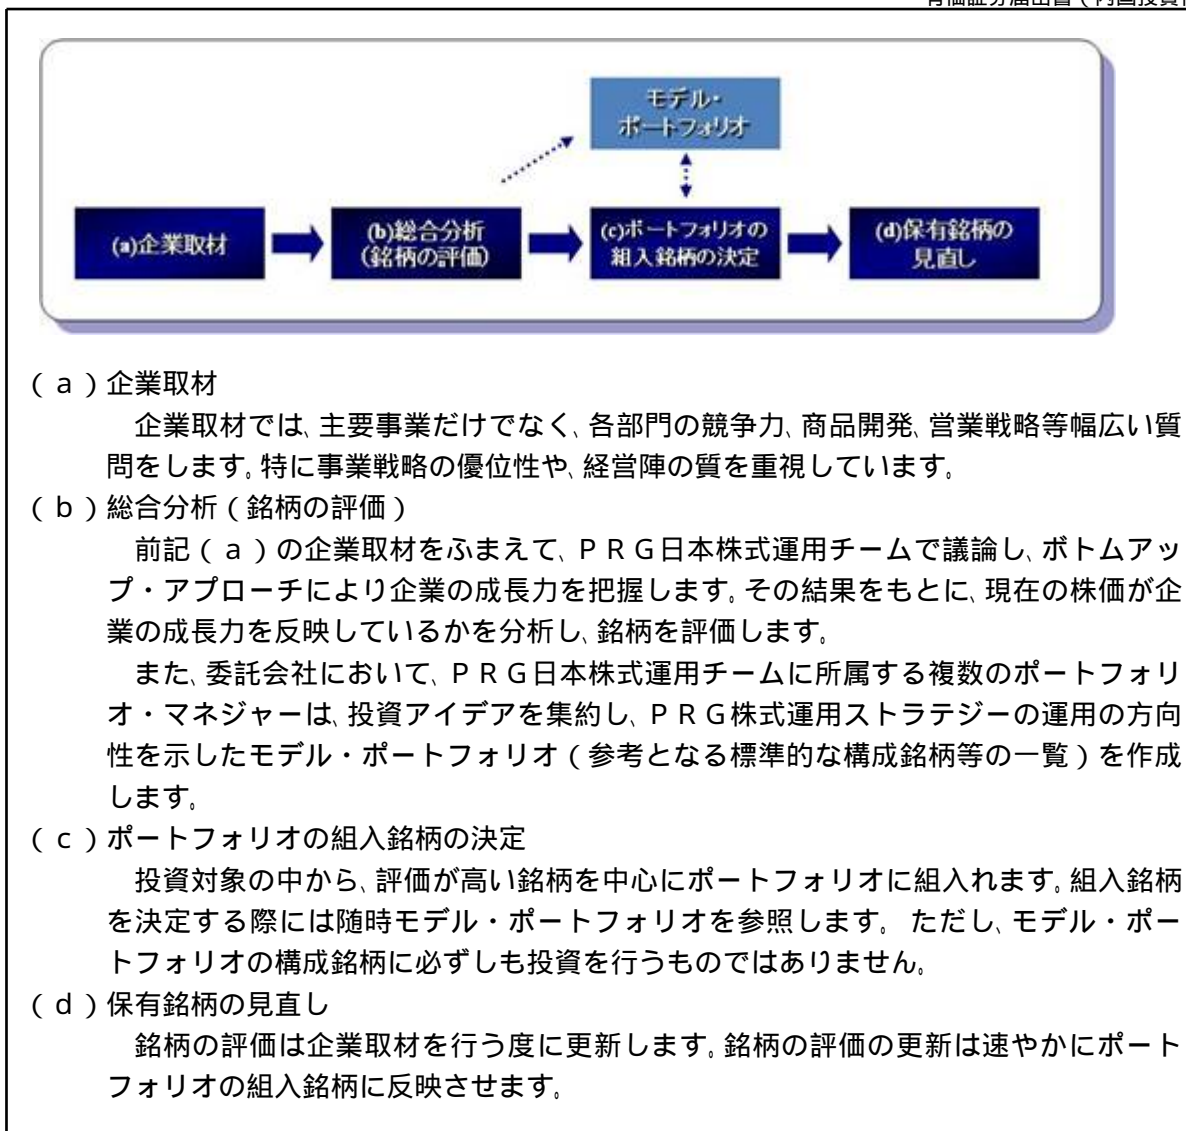 モデル・
ポートフォリオ
(a)企業取材
(b)総合分析
(銘柄の評価)
(c)ポートフォリオの
組入銘柄の決定
(d)保有銘柄の
見直し
(a)企業取材
企業取材では、主要事業だけでなく、各部門の競争力、商品開発、営業戦略等幅広い質
問をします。特に事業戦略の優位性や、経営陣の質を重視しています。
(b)総合分析(銘柄の評価)
前記(a)の企業取材をふまえて、PRG日本株式運用チームで議論し、ボトムアッ
プ・アプローチにより企業の成長力を把握します。その結果をもとに、現在の株価が企
業の成長力を反映しているかを分析し、銘柄を評価します。
また、委託会社において、PRG日本株式運用チームに所属する複数のポートフォリ
オ・マネジャーは、投資アイデアを集約し、PRG株式運用ストラテジーの運用の方向
性を示したモデル・ポートフォリオ(参考となる標準的な構成銘柄等の一覧)を作成
します。
(c)ポートフォリオの組入銘柄の決定
投資対象の中から、評価が高い銘柄を中心にポートフォリオに組入れます。組入銘柄
を決定する際には随時モデル・ポートフォリオを参照します。 ただし、モデル・ポー
トフォリオの構成銘柄に必ずしも投資を行うものではありません。
(d)保有銘柄の見直し
銘柄の評価は企業取材を行う度に更新します。銘柄の評価の更新は速やかにポート
フォリオの組入銘柄に反映させます。